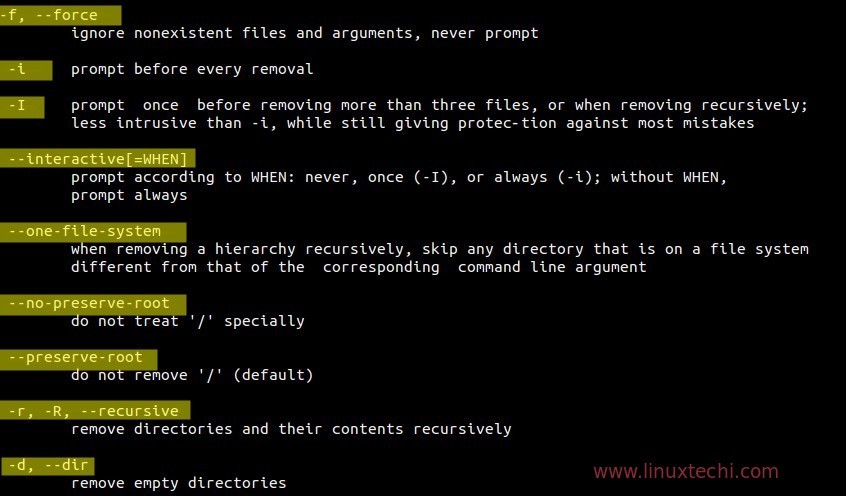 -f, --force
ignore nonexistent files and arguments, never prompt
-i prompt before every removal
-I prompt once before removing more than three files, or when removing recursively;
less intrusive than -i, while still giving protec-tion against most mistakes
--interactive[=WHEN]
prompt according to WHEN: never, once (-I), or always (-i); without WHEN,
prompt always
--one-file-system
when removing a hierarchy recursively, skip any directory that is on a file system
different from that of the corresponding command line argument
--no-preserve-root
do not treat '/' specially
--preserve-root
do not remove '/' (default)
-r, -R, --recursive
remove directories and their contents recursively
-d, --dir
remove empty directories
www.linuxtechi.com